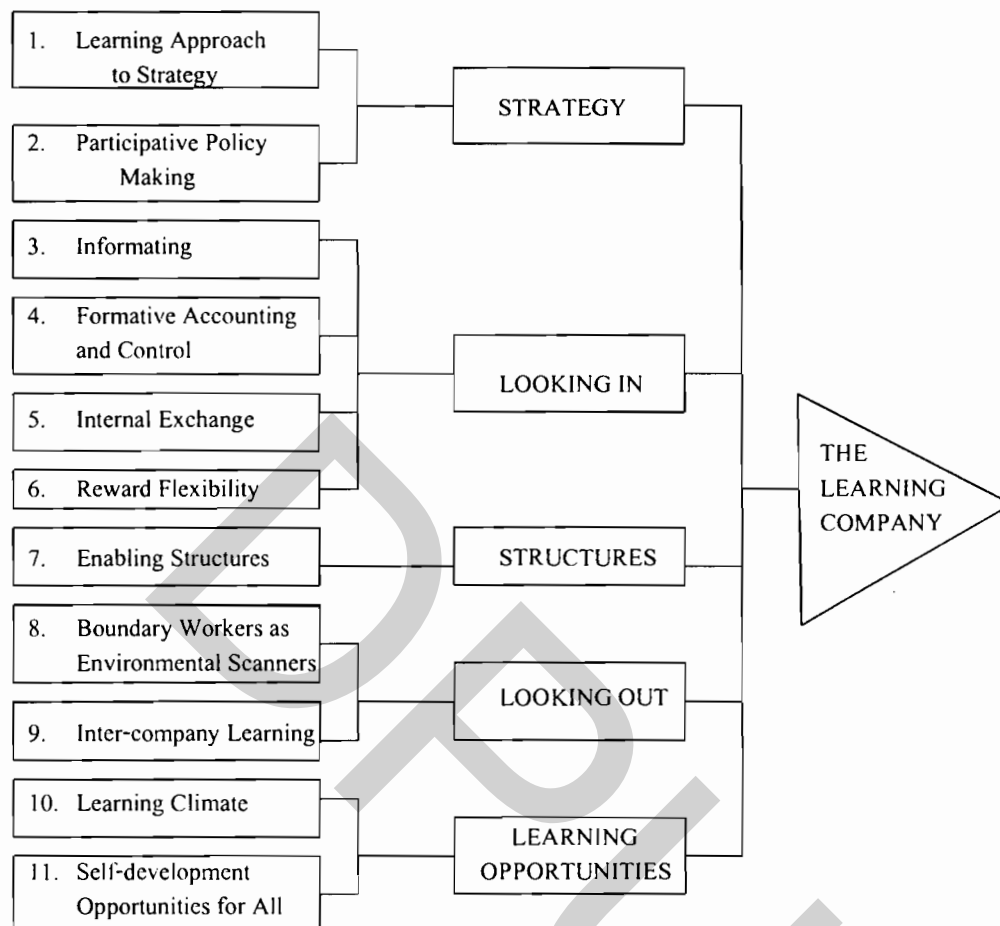 1. Learning Approach
to Strategy
2. Participative Policy
Making
3. Informating
4. Formative Accounting
and Control
5. Internal Exchange
6. Reward Flexibility
7. Enabling Structures
8. Boundary Workers as
Environmental Scanners
9. Inter-company Learning
10. Learning Climate
11. Self-development
Opportunities for All
STRATEGY
LOOKING IN
STRUCTURES
LOOKING OUT
LEARNING
OPPORTUNITIES
THE
LEARNING
COMPANY